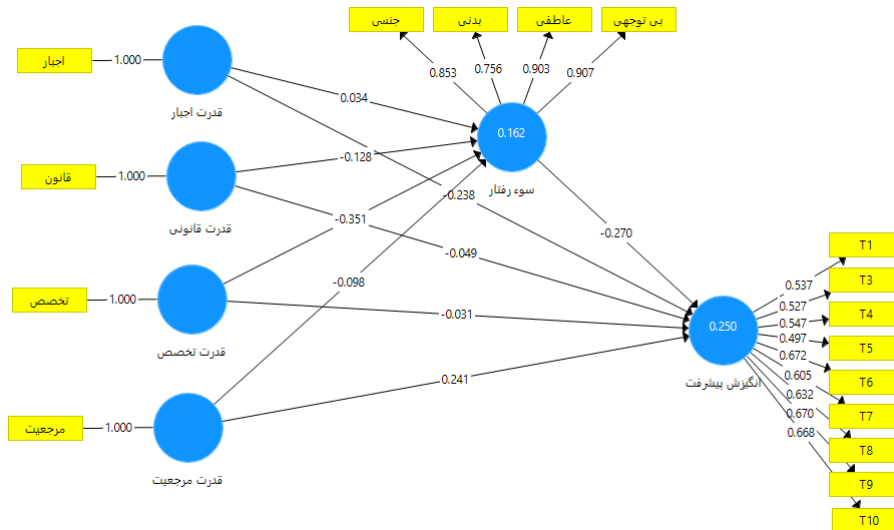 جنسی
بدنی
عاطفی
بی توجهی
اجبار
1.000
قدرت اجبار
0.853
0.756
0.903
0.907
0.034
0.162
سوء رفتار
قانون
1.000
قدرت قانونی
-0.128
-0.238
-0.351
-0.270
-0.049
-0.098
تخصص
1.000
قدرت تخصص
-0.031
0.241
مرجعیت
1.000
قدرت مرجعیت
0.250
انگیزش پیشرفت
0.537
0.527
0.547
0.497
0.672
0.605
0.632
0.670
0.668
T1
T3
T4
T5
T6
T7
T8
T9
T10